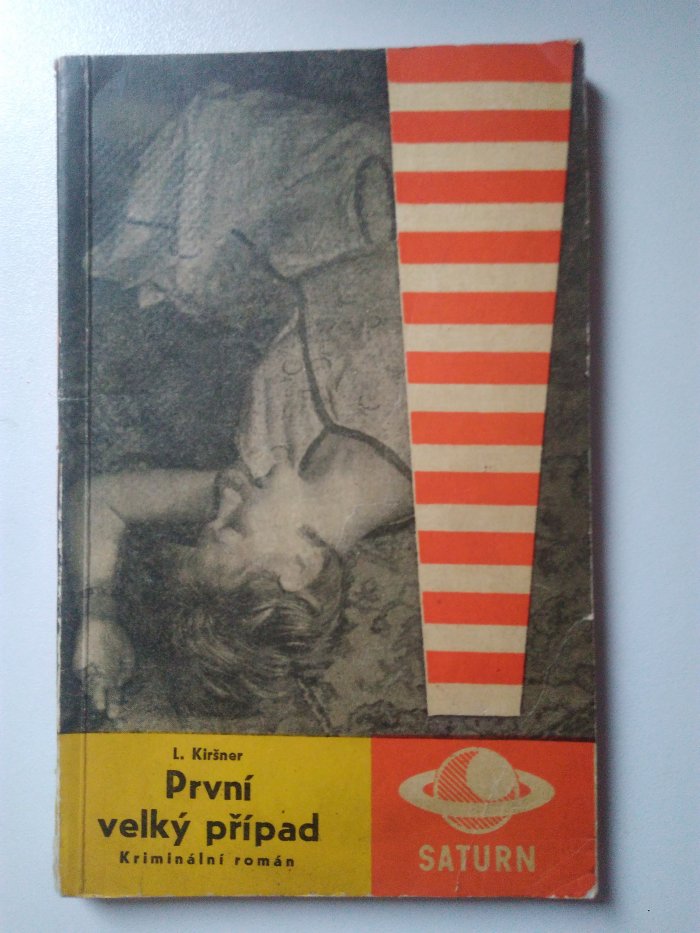 L. Kiršner
První
velký případ
Kriminální román
SATURN